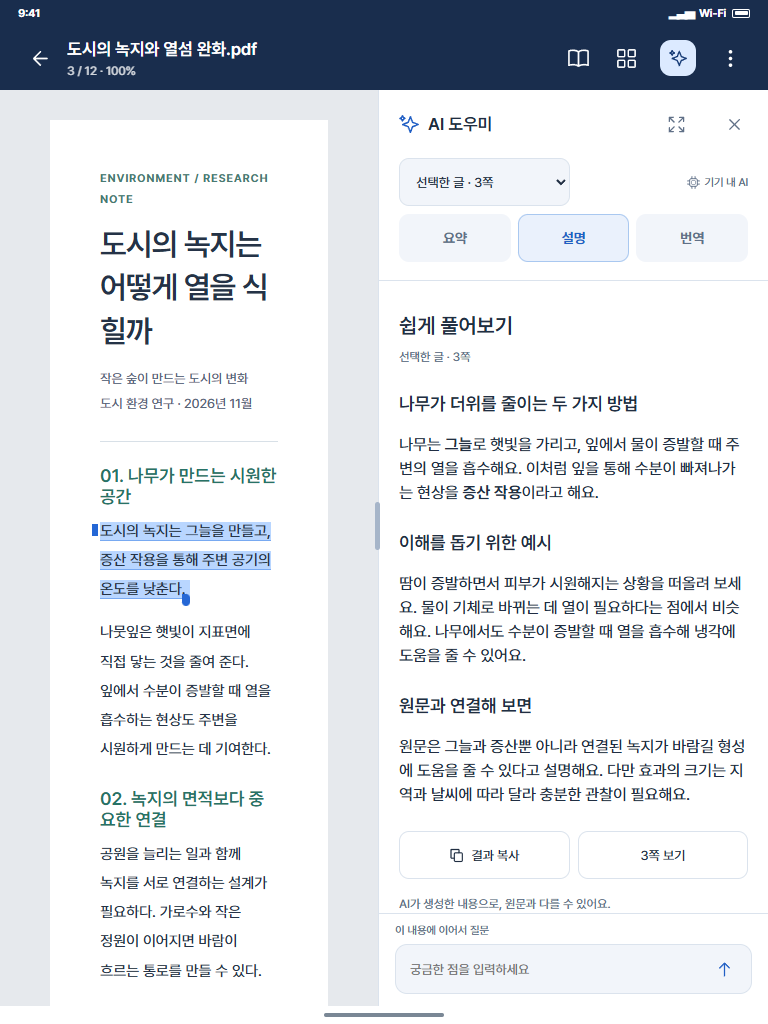 9:41
Wi-Fi
도시의 녹지와 열섬 완화.pdf
3 / 12 · 100%
ENVIRONMENT / RESEARCH
NOTE
도시의 녹지는
어떻게 열을 식
힐까
작은 숲이 만드는 도시의 변화
도시 환경 연구 · 2026년 11월
01. 나무가 만드는 시원한
공간
도시의 녹지는 그늘을 만들고,
증산 작용을 통해 주변 공기의
온도를 낮춘다.
나뭇잎은 햇빛이 지표면에
직접 닿는 것을 줄여 준다.
잎에서 수분이 증발할 때 열을
흡수하는 현상도 주변을
시원하게 만드는 데 기여한다.
02. 녹지의 면적보다 중
요한 연결
공원을 늘리는 일과 함께
녹지를 서로 연결하는 설계가
필요하다. 가로수와 작은
정원이 이어지면 바람이
흐르는 통로를 만들 수 있다.
AI 도우미
선택한 글 · 3쪽
기기 내 AI
요약
설명
번역
쉽게 풀어보기
선택한 글 · 3쪽
나무가 더위를 줄이는 두 가지 방법
나무는 그늘로 햇빛을 가리고, 잎에서 물이 증발할 때 주
변의 열을 흡수해요. 이처럼 잎을 통해 수분이 빠져나가
는 현상을 증산 작용이라고 해요.
이해를 돕기 위한 예시
땀이 증발하면서 피부가 시원해지는 상황을 떠올려 보세
요. 물이 기체로 바뀌는 데 열이 필요하다는 점에서 비슷
해요. 나무에서도 수분이 증발할 때 열을 흡수해 냉각에
도움을 줄 수 있어요.
원문과 연결해 보면
원문은 그늘과 증산뿐 아니라 연결된 녹지가 바람길 형성
에 도움을 줄 수 있다고 설명해요. 다만 효과의 크기는 지
역과 날씨에 따라 달라 충분한 관찰이 필요해요.
결과 복사
3쪽 보기
AI가 생성한 내용으로, 원문과 다를 수 있어요.
이 내용에 이어서 질문
궁금한 점을 입력하세요